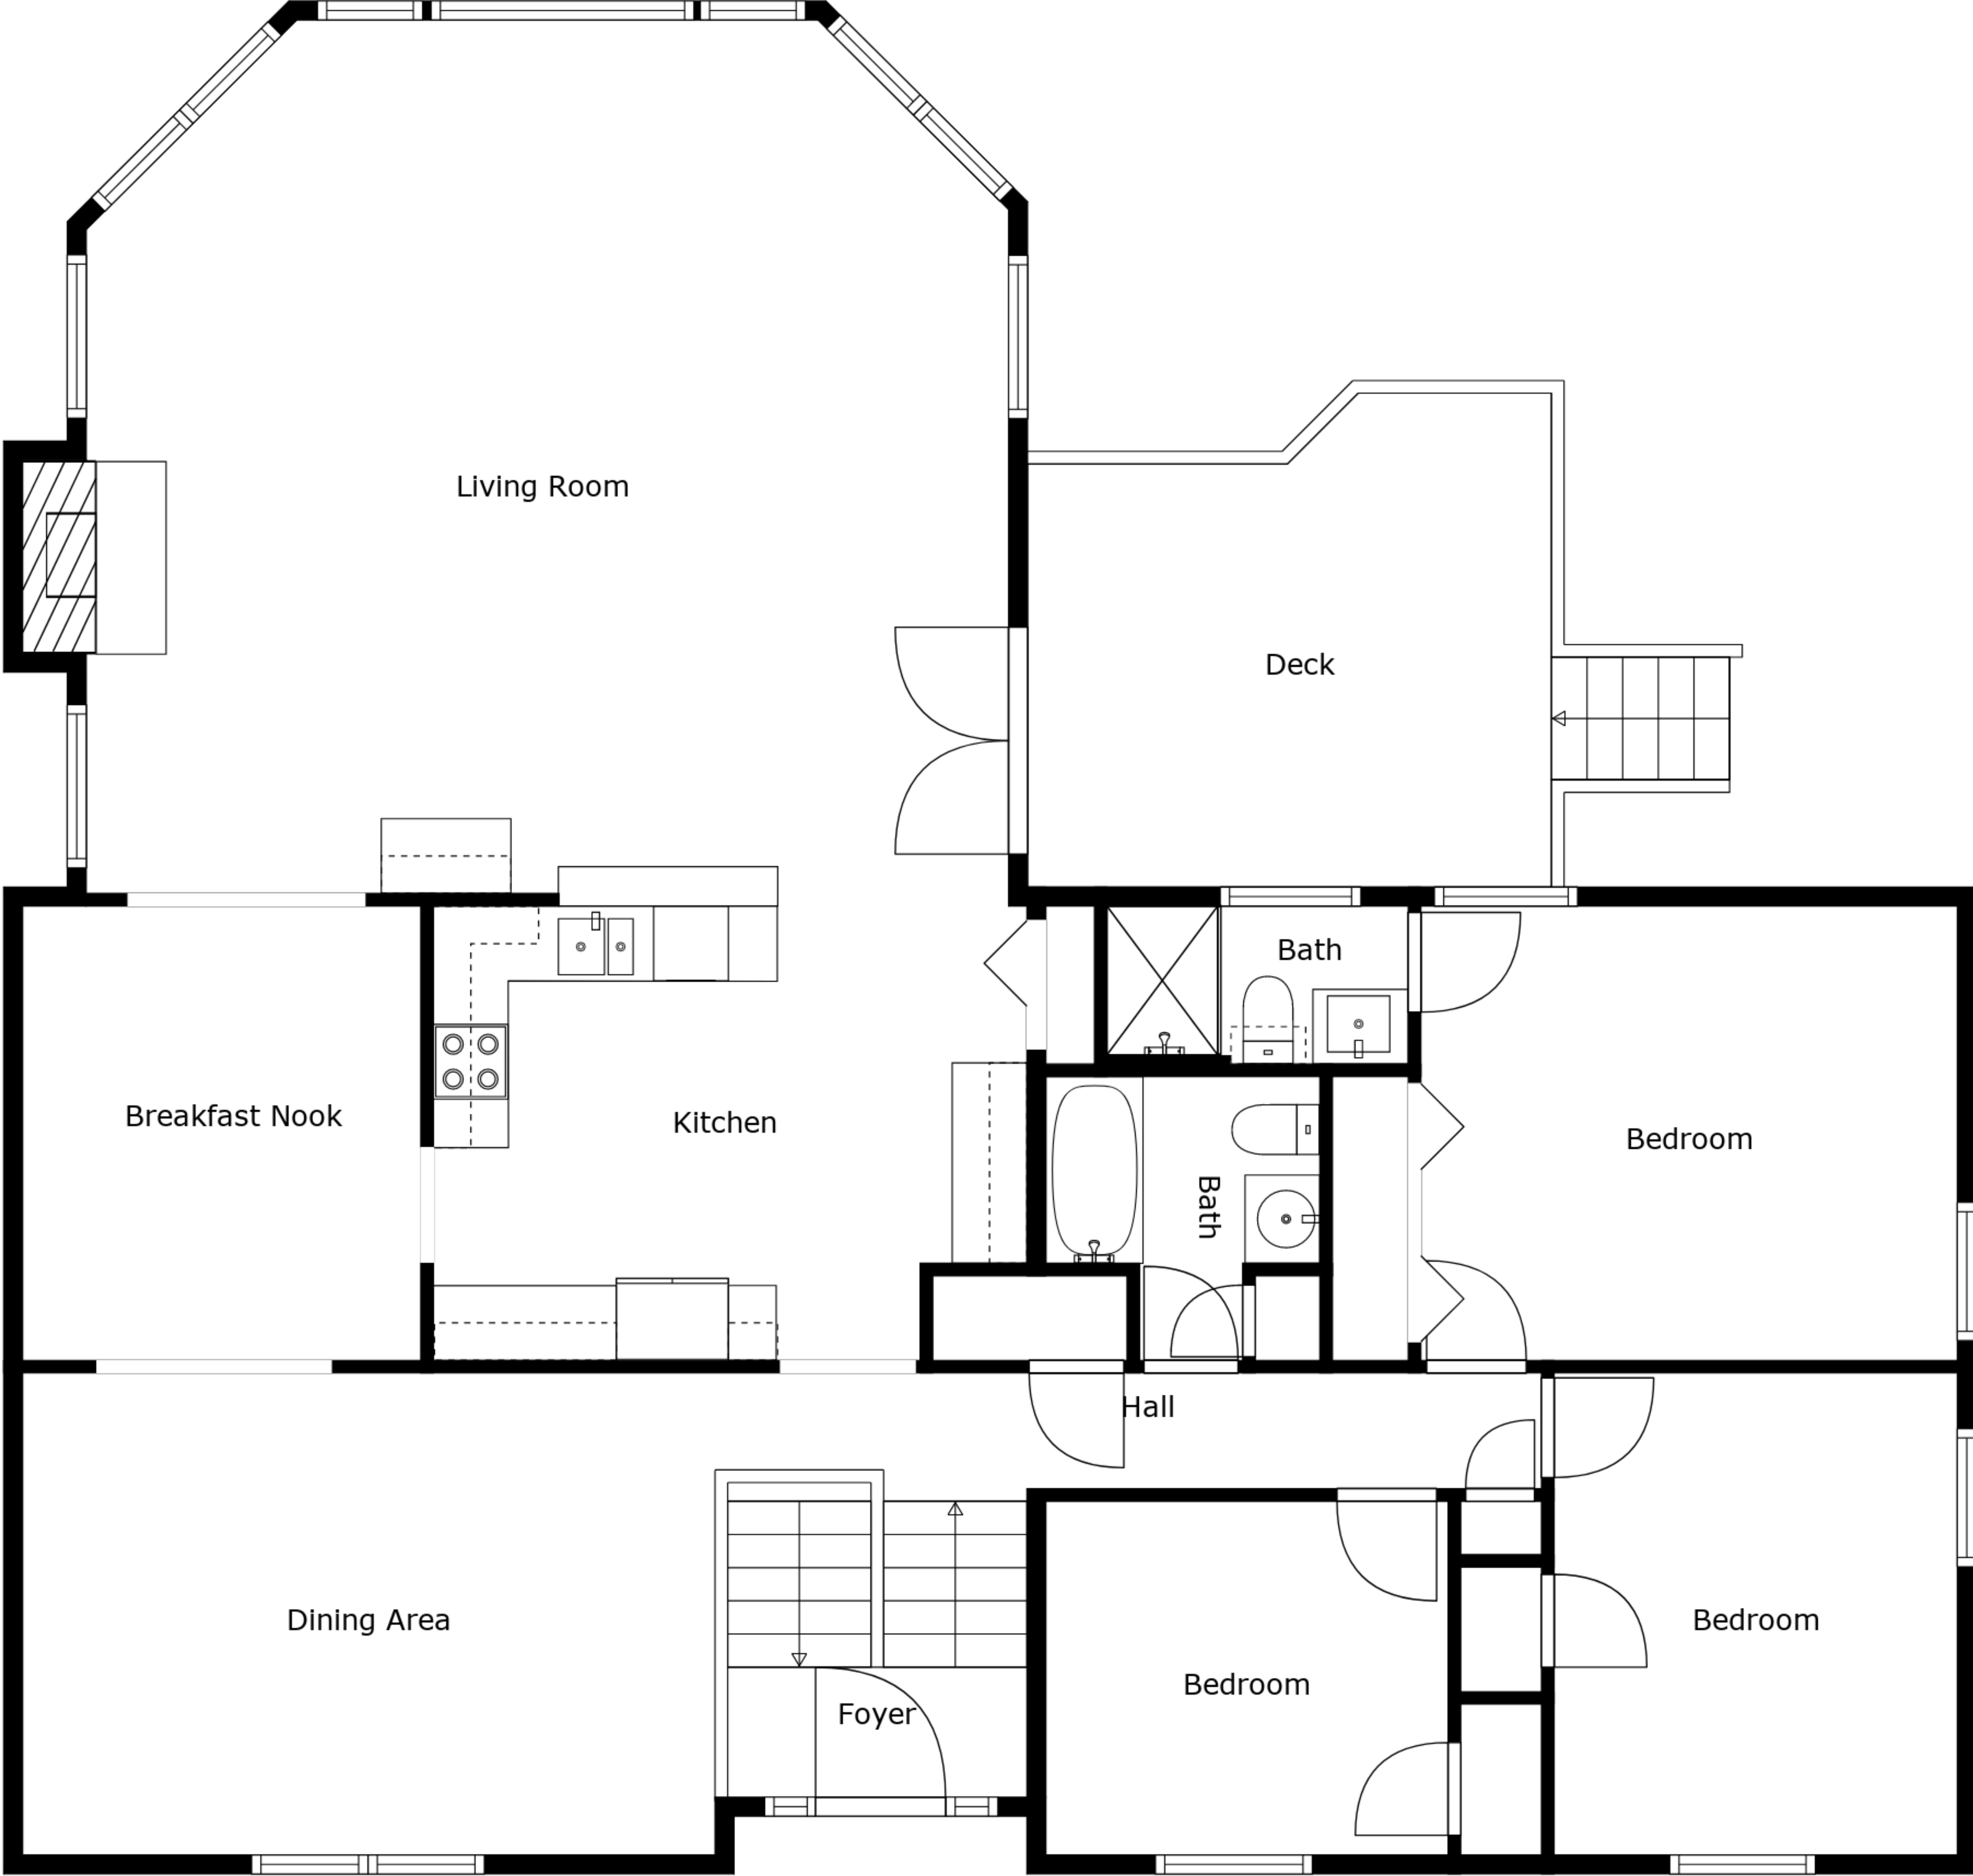 Living Room
Deck
Bath
Breakfast Nook
Kitchen
Bedroom
Bath
Hall
Dining Area
Bedroom
Bedroom
Foyer